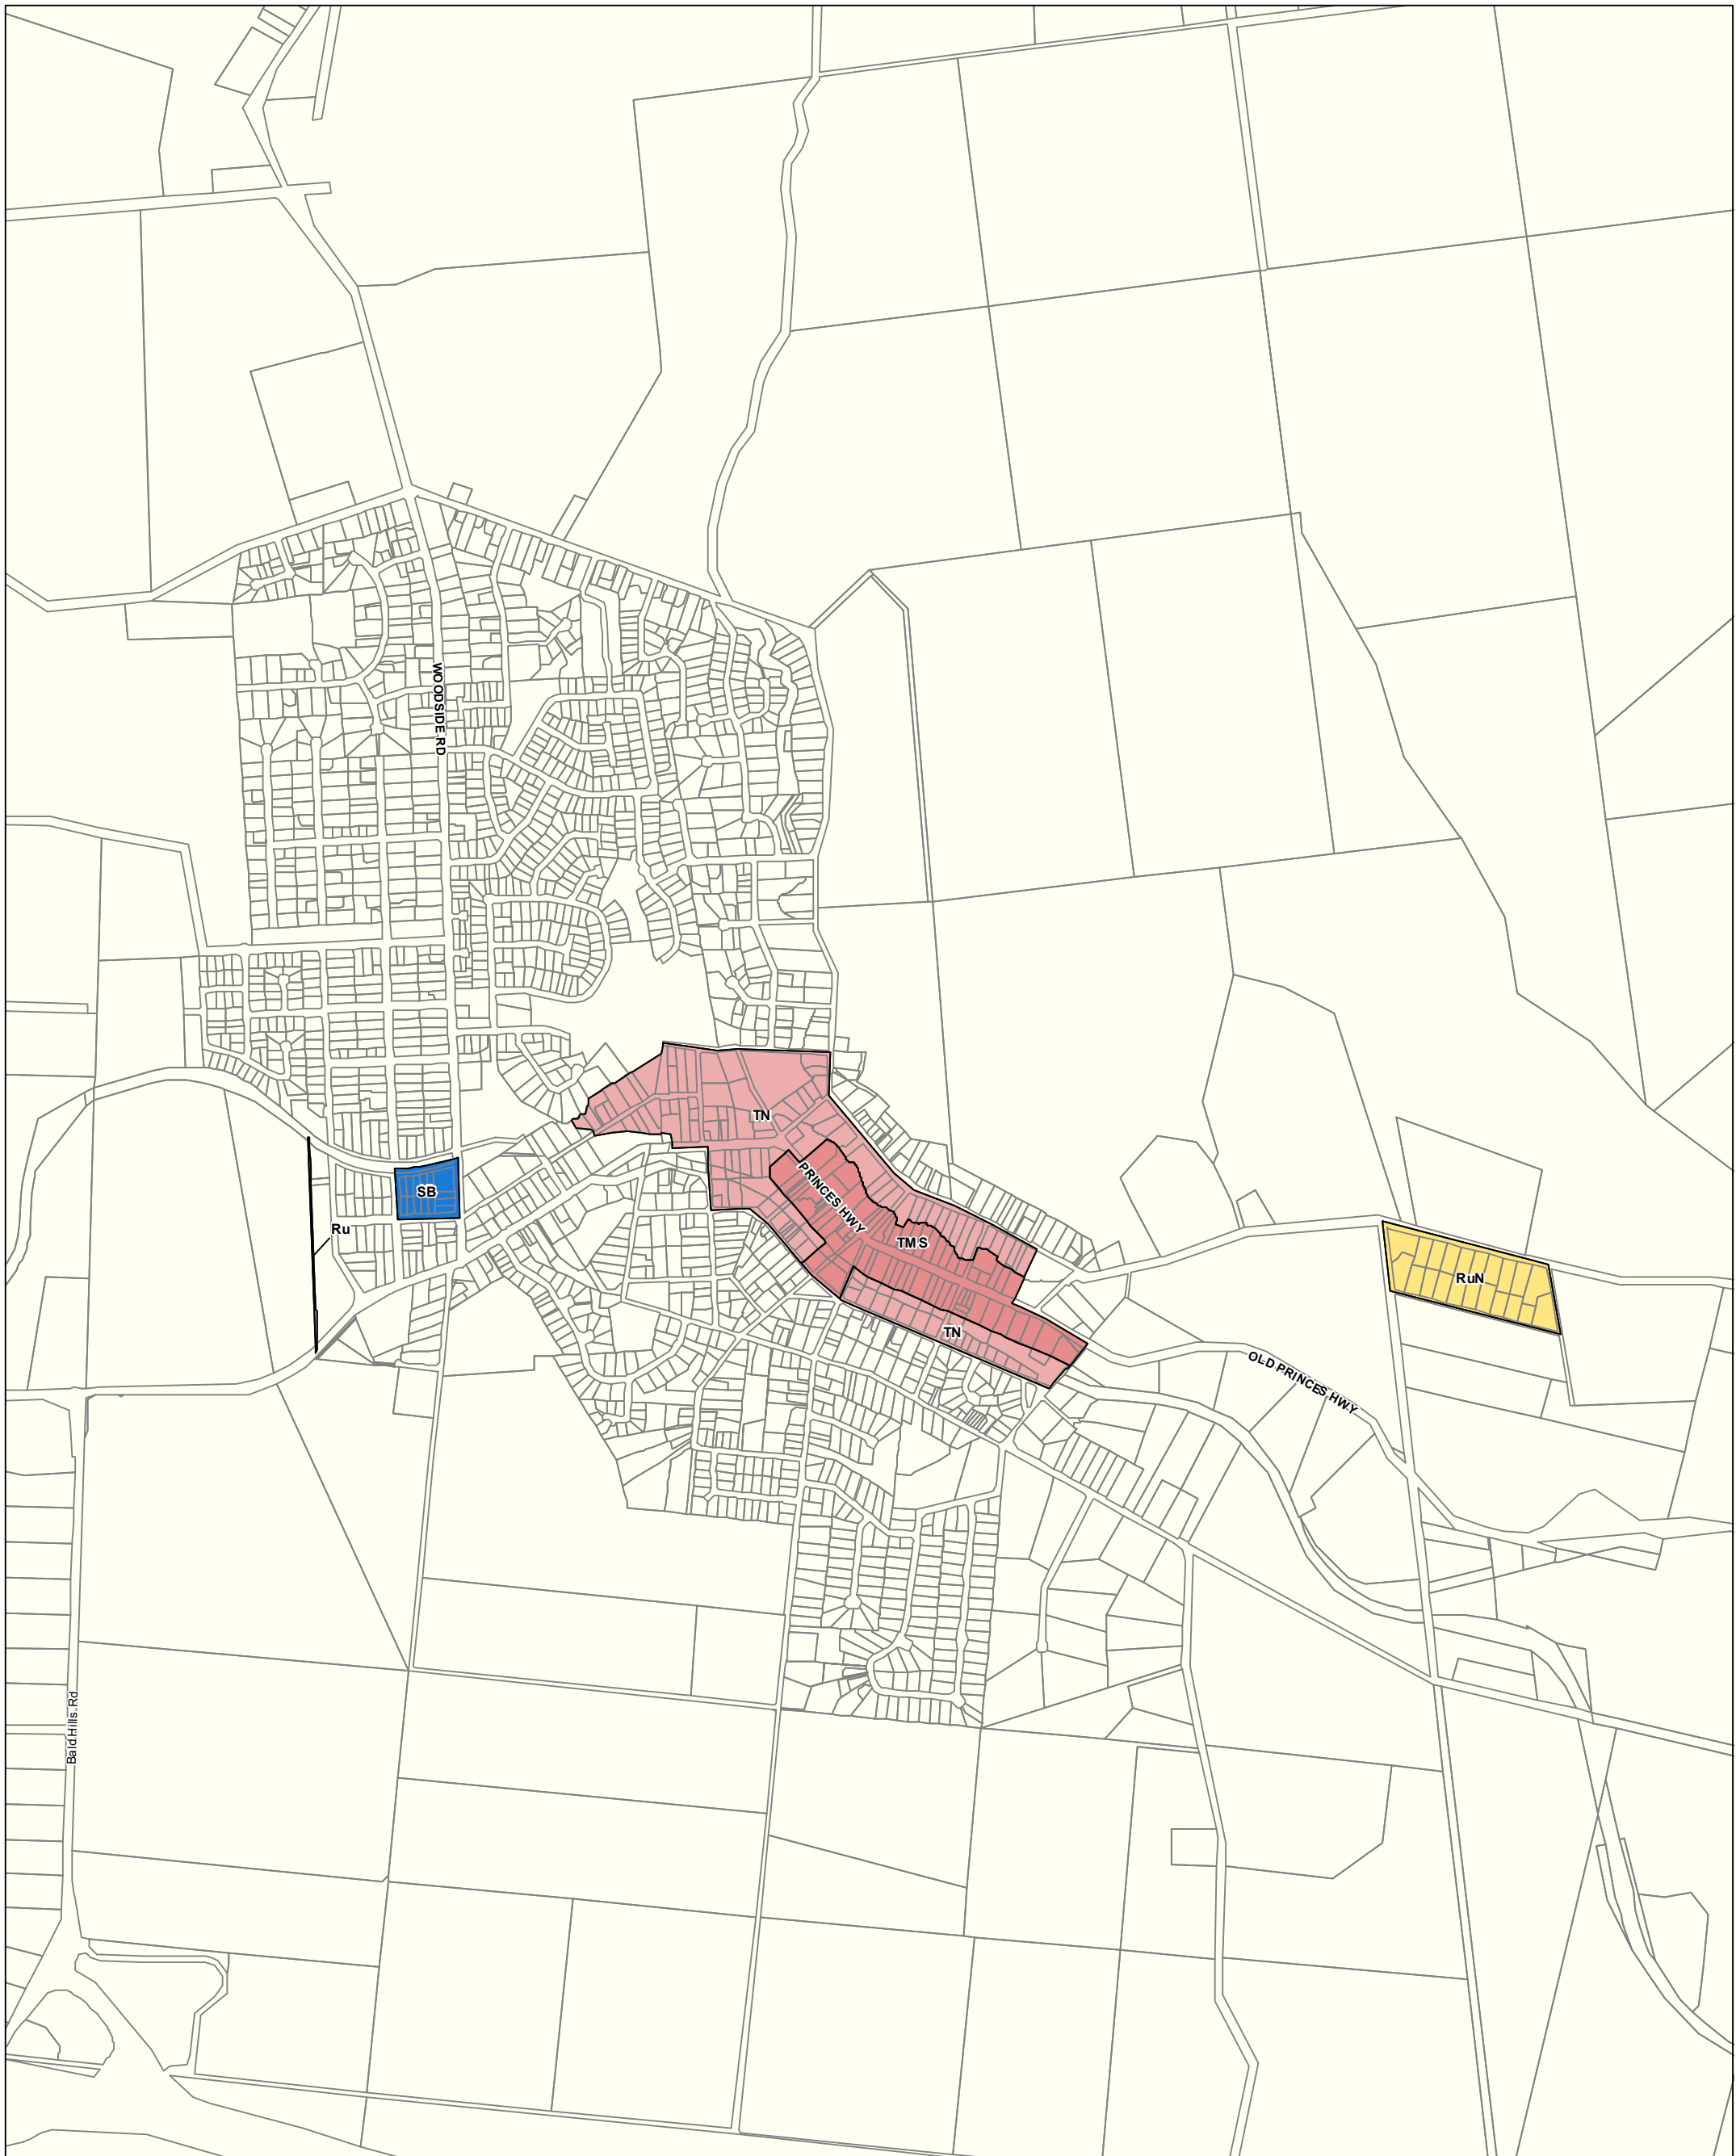 WOODSIDE RD
TN
PRINCES HWY
SB
Ru
TMS
RuN
TN
OLD PRINCES HWY
Bald Hills Rd